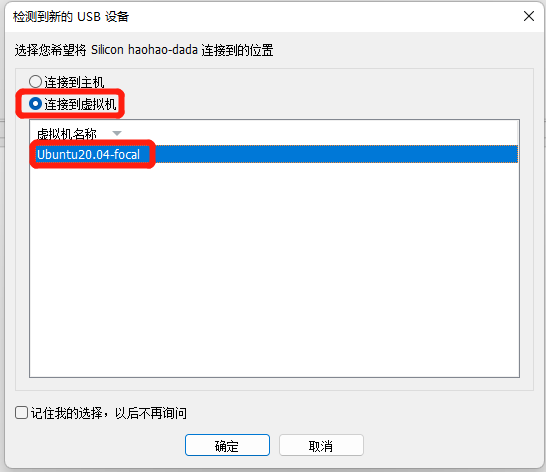 检测到新的 USB 设备
选择您希望将 Silicon haohao-dada 连接到的位置
连接到主机
连接到虚拟机
虚拟机名称
Ubuntu20.04-focal
记住我的选择，以后不再询问
确定
取消